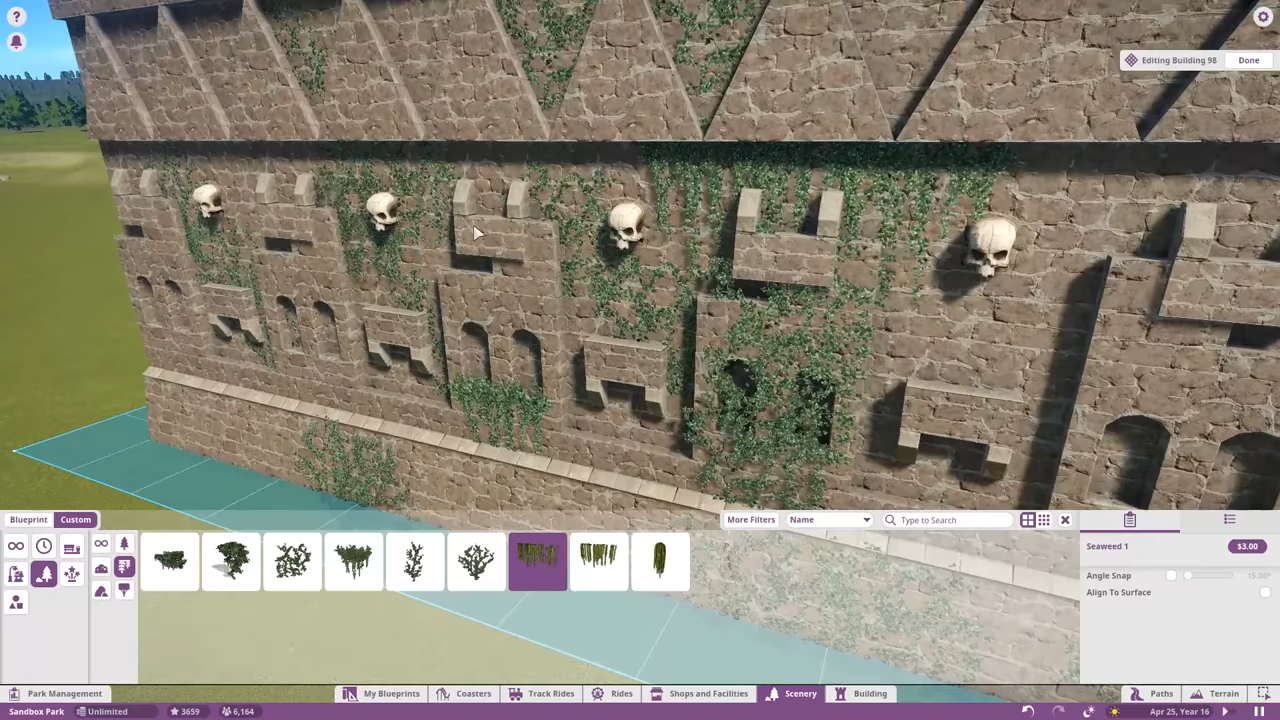 ?
Editing Building 98 Done
Blueprint Custom
More Filters Name Type to Search
Seaweed 1 $3.00
Angle Snap 15.00°
Align To Surface
Park Management My Blueprints Coasters Track Rides Rides Shops and Facilities Scenery Building Paths Terrain
Sandbox Park Unlimited 3659 6,164 Apr 25, Year 16